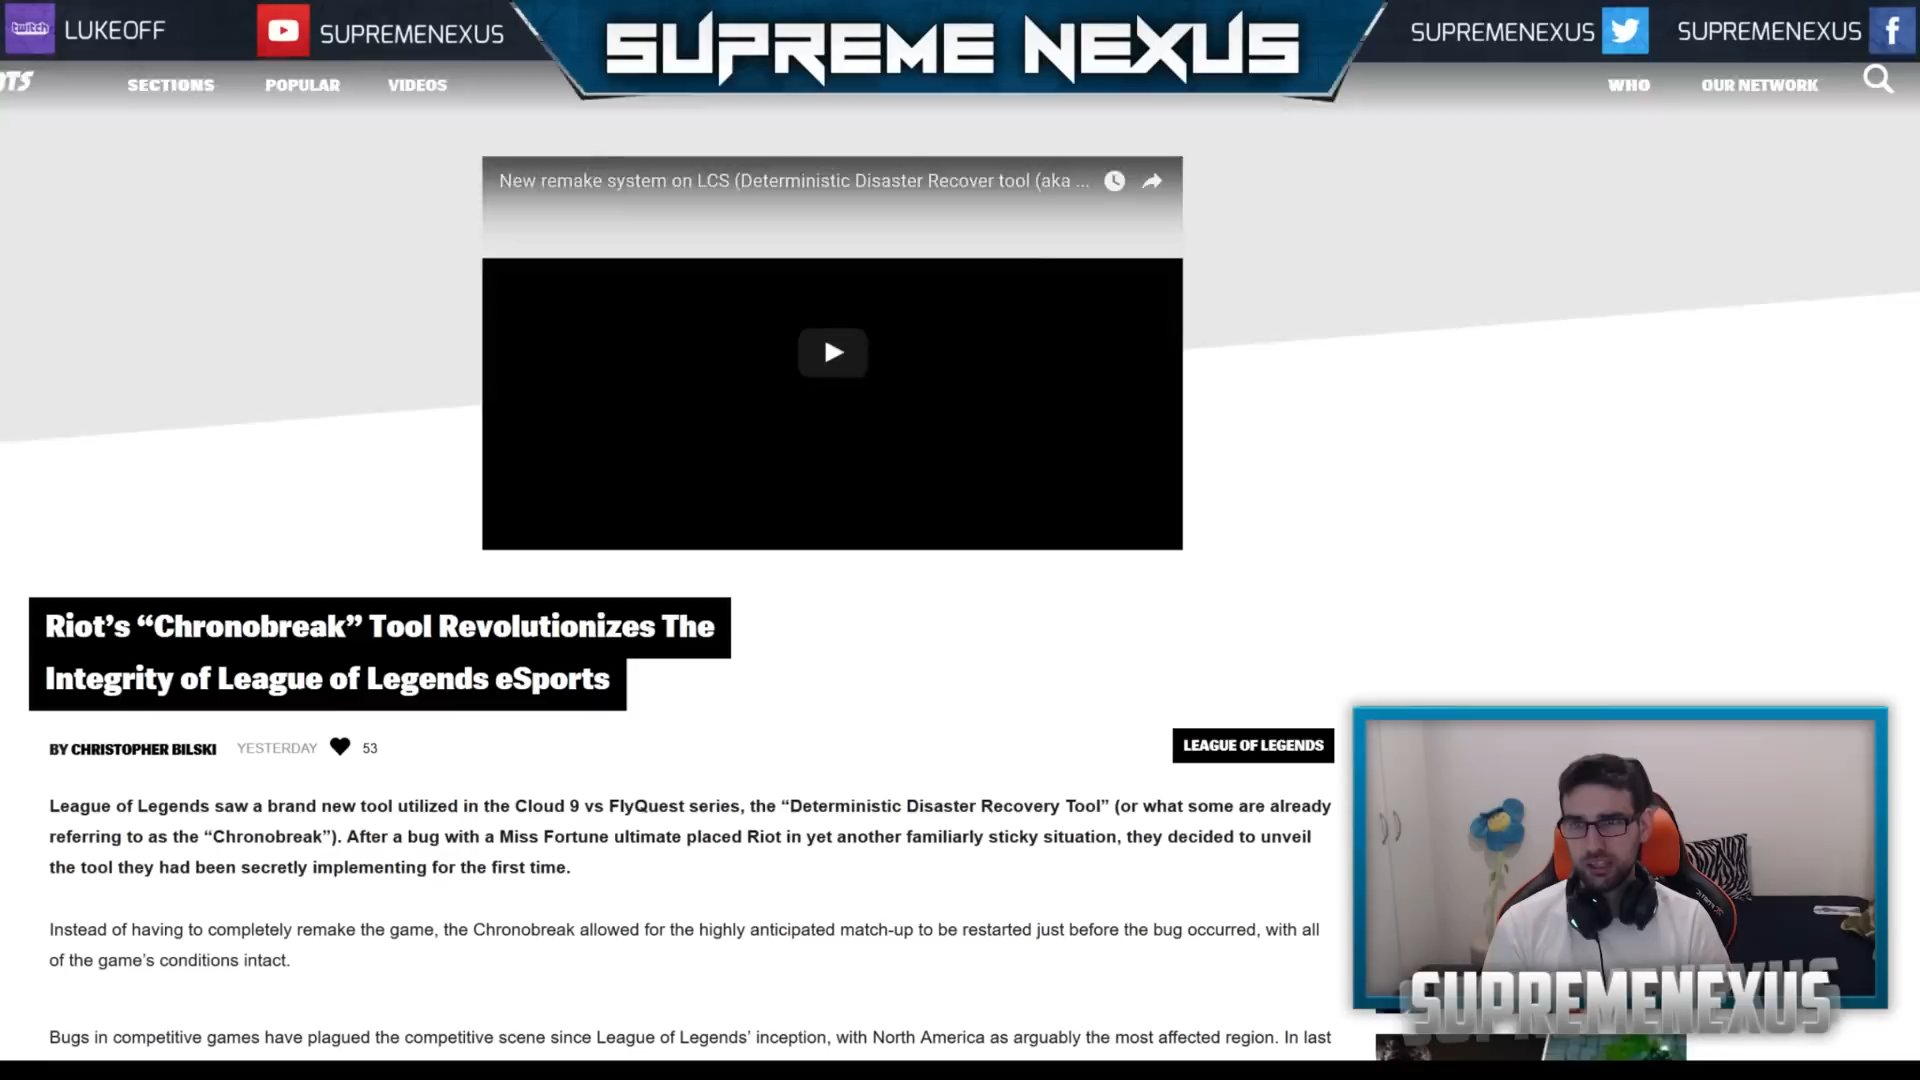 twitch LUKEOFF
SUPREMENEXUS
SUPREME NEXUS
SUPREMENEXUS
SUPREMENEXUS f
SECTIONS POPULAR VIDEOS WHO OUR NETWORK
New remake system on LCS (Deterministic Disaster Recover tool (aka ...
Riot's “Chronobreak” Tool Revolutionizes The
Integrity of League of Legends eSports
BY CHRISTOPHER BILSKI YESTERDAY 53
LEAGUE OF LEGENDS
League of Legends saw a brand new tool utilized in the Cloud 9 vs FlyQuest series, the “Deterministic Disaster Recovery Tool” (or what some are already
referring to as the “Chronobreak”). After a bug with a Miss Fortune ultimate placed Riot in yet another familiarly sticky situation, they decided to unveil
the tool they had been secretly implementing for the first time.
Instead of having to completely remake the game, the Chronobreak allowed for the highly anticipated match-up to be restarted just before the bug occurred, with all
of the game's conditions intact.
Bugs in competitive games have plagued the competitive scene since League of Legends' inception, with North America as arguably the most affected region. In last
SUPREMENEXUS